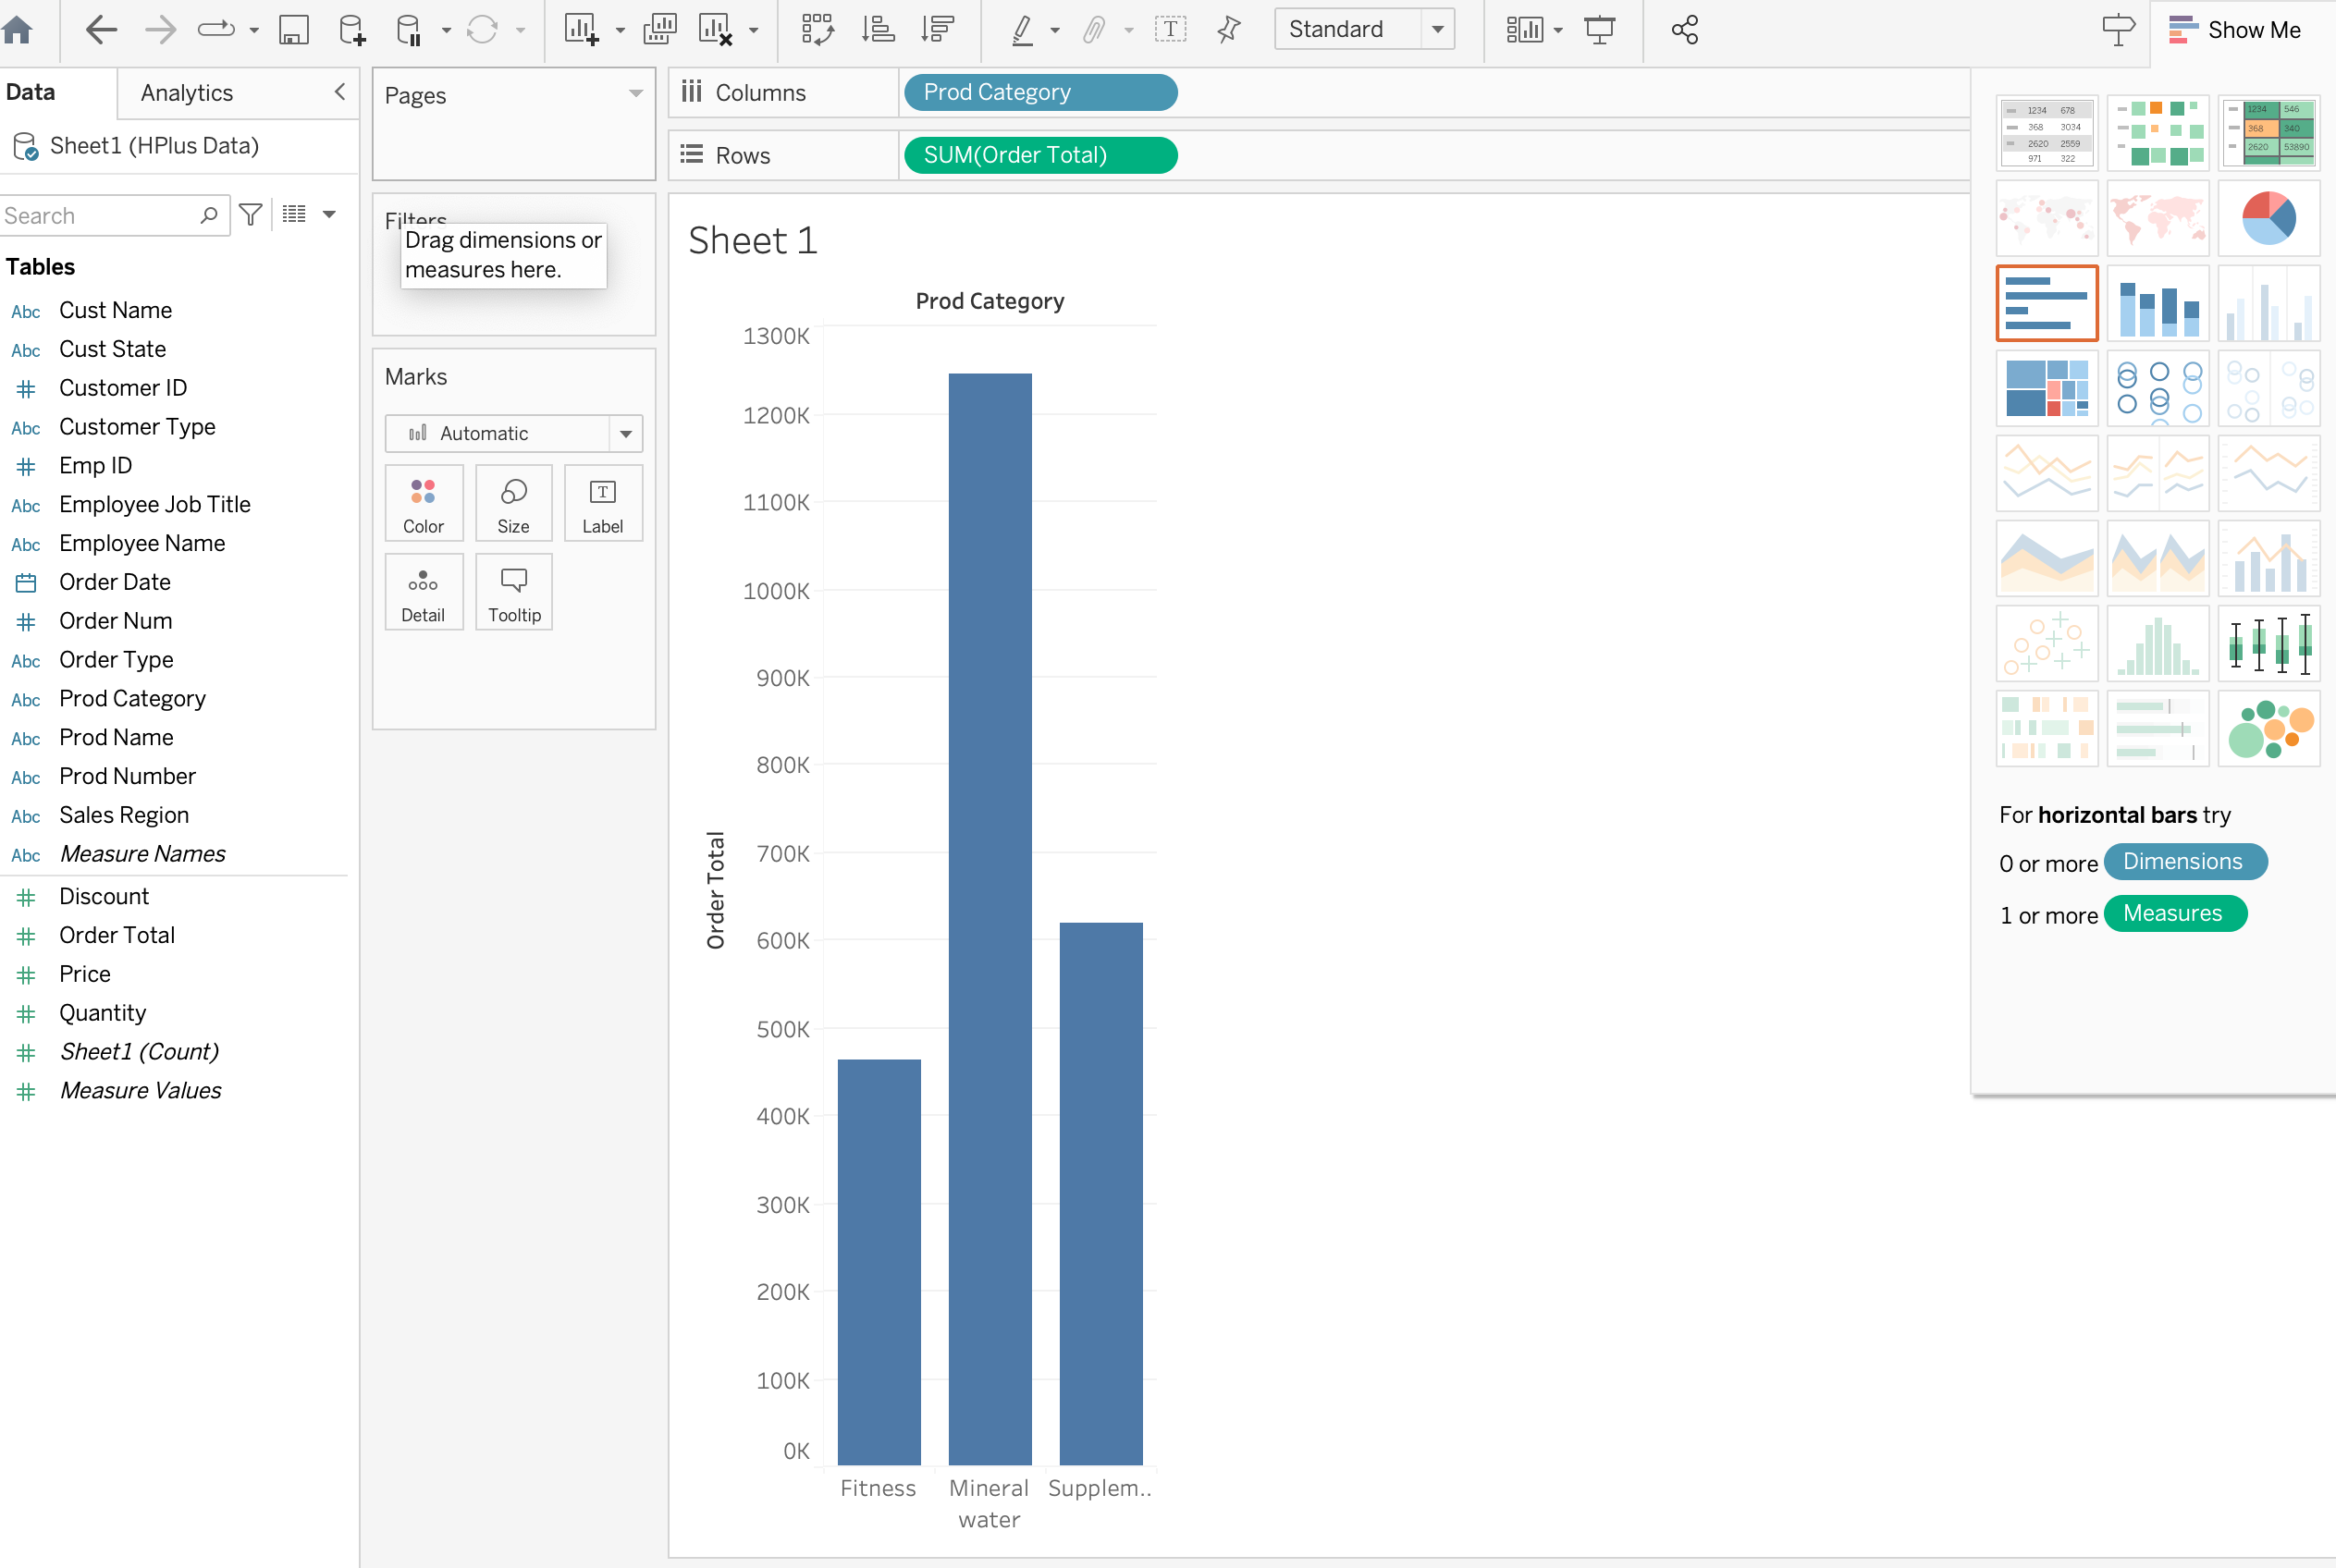 Standard
Show Me
Data
Analytics
Sheet1 (HPlus Data)
Search
Tables
Abc Cust Name
Abc Cust State
# Customer ID
Abc Customer Type
# Emp ID
Abc Employee Job Title
Abc Employee Name
Order Date
# Order Num
Abc Order Type
Abc Prod Category
Abc Prod Name
Abc Prod Number
Abc Sales Region
Abc Measure Names
# Discount
# Order Total
# Price
# Quantity
# Sheet1 (Count)
# Measure Values
Pages
Filters
Drag dimensions or
measures here.
Marks
Automatic
Color
Size
T
Label
Detail
Tooltip
Columns
Prod Category
Rows
SUM(Order Total)
Sheet 1
Prod Category
1300K
1200K
1100K
1000K
900K
800K
700K
600K
500K
400K
300K
200K
100K
0K
Order Total
Fitness
Mineral
water
Supplem..
1234 678
368 3034
2620 2559
971 322
1234 546
368 340
2620 53890
For horizontal bars try
0 or more Dimensions
1 or more Measures